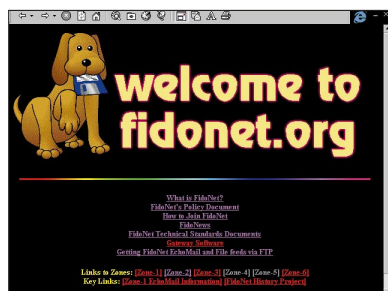 welcome to
fidonet.org
What is FidoNet?
FidoNet's Policy Document
How to Join FidoNet
FidoNews
FidoNet Technical Standards Documents
Gateway Software
Getting FidoNet EchoMail and File feeds via FTP
Links to Zones: [Zone-1] [Zone-2] [Zone-3] [Zone-4] [Zone-5] [Zone-6]
Key Links: [Zone-1 EchoMail Information] [FidoNet History Project]